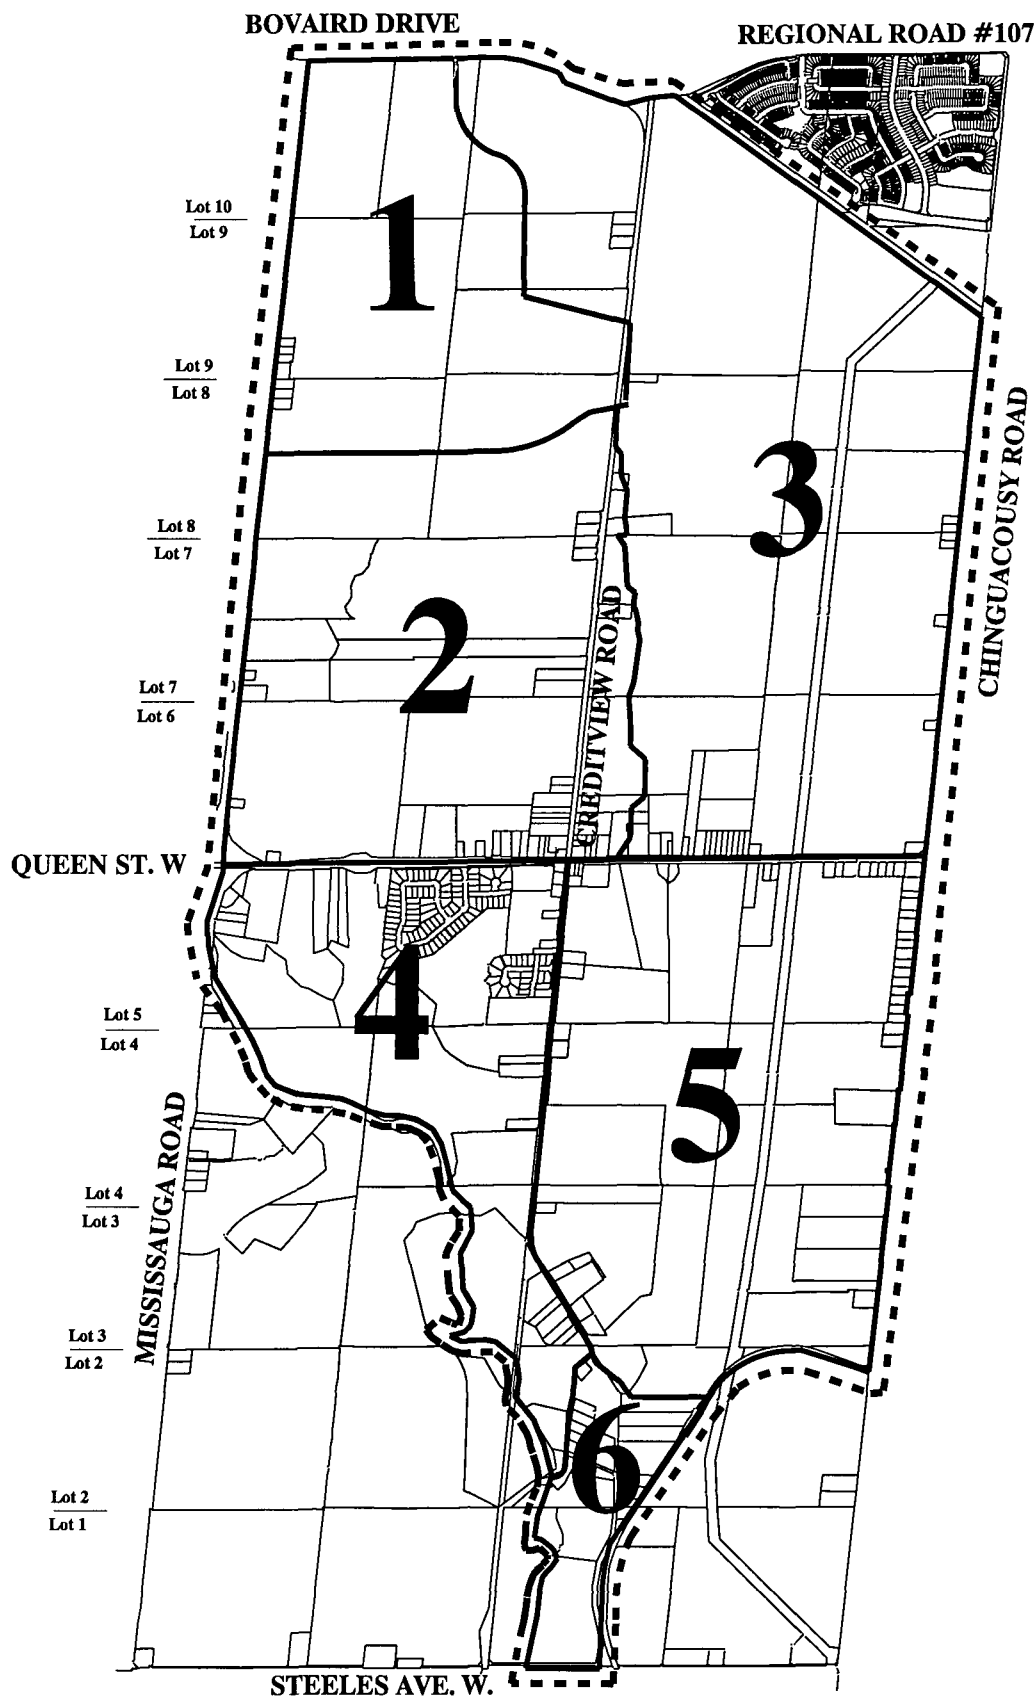 BOVAIRD DRIVE
REGIONAL ROAD #107
Lot 10
Lot 9
1
Lot 9
Lot 8
3
CHINGUACOUSY ROAD
Lot 8
Lot 7
2
CREDITVIEW ROAD
Lot 7
Lot 6
QUEEN ST. W
4
Lot 5
Lot 4
5
MISSISSAUGA ROAD
Lot 4
Lot 3
Lot 3
Lot 2
6
Lot 2
Lot 1
STEELES AVE. W.